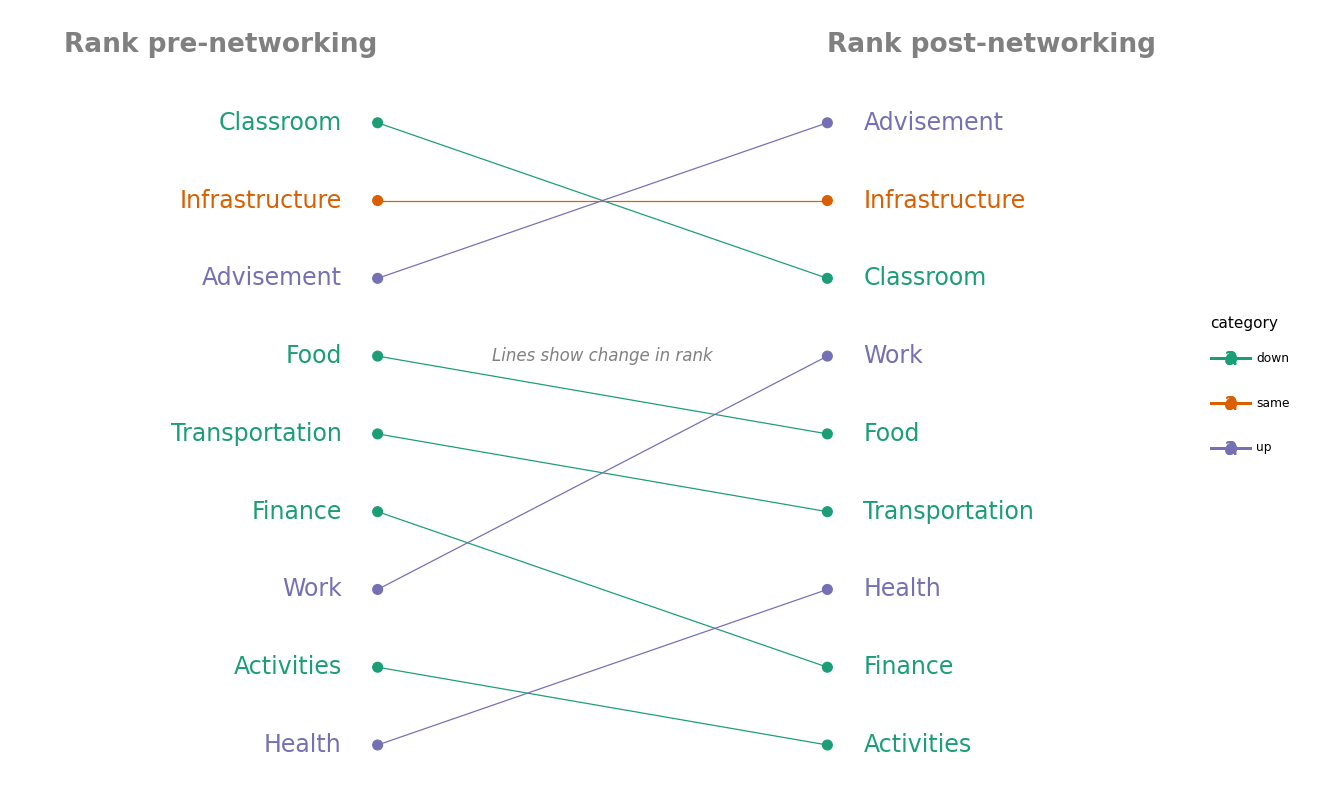 Rank pre-networking
Rank post-networking
Classroom
Advisement
Infrastructure
Infrastructure
Advisement
Classroom
Food
Lines show change in rank
Work
Transportation
Food
Finance
Transportation
Work
Health
Activities
Finance
Health
Activities
category
down
same
up